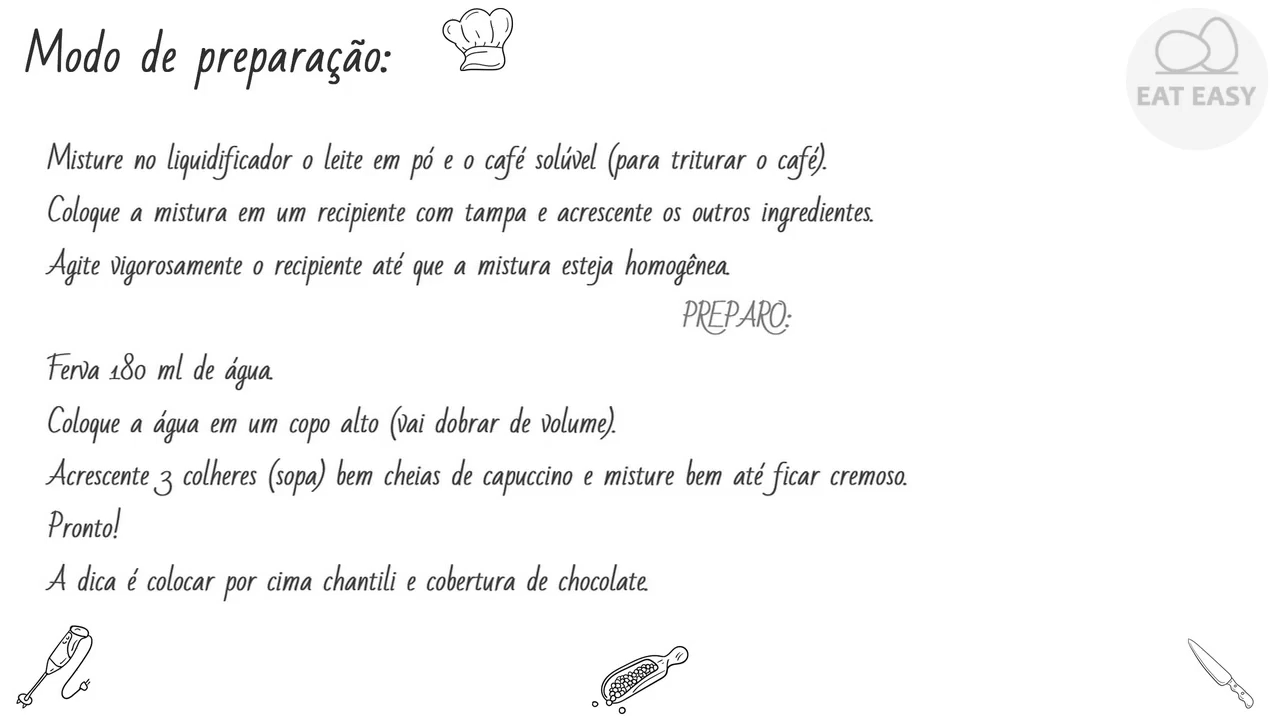 Modo de preparação:
EAT EASY
Misture no liquidificador o leite em pó e o café solúvel (para triturar o café).
Coloque a mistura em um recipiente com tampa e acrescente os outros ingredientes.
Agite vigorosamente o recipiente até que a mistura esteja homogênea.
PREPARO:
Ferva 180 ml de água.
Coloque a água em um copo alto (vai dobrar de volume).
Acrescente 3 colheres (sopa) bem cheias de capuccino e misture bem até ficar cremoso.
Pronto!
A dica é colocar por cima chantili e cobertura de chocolate.